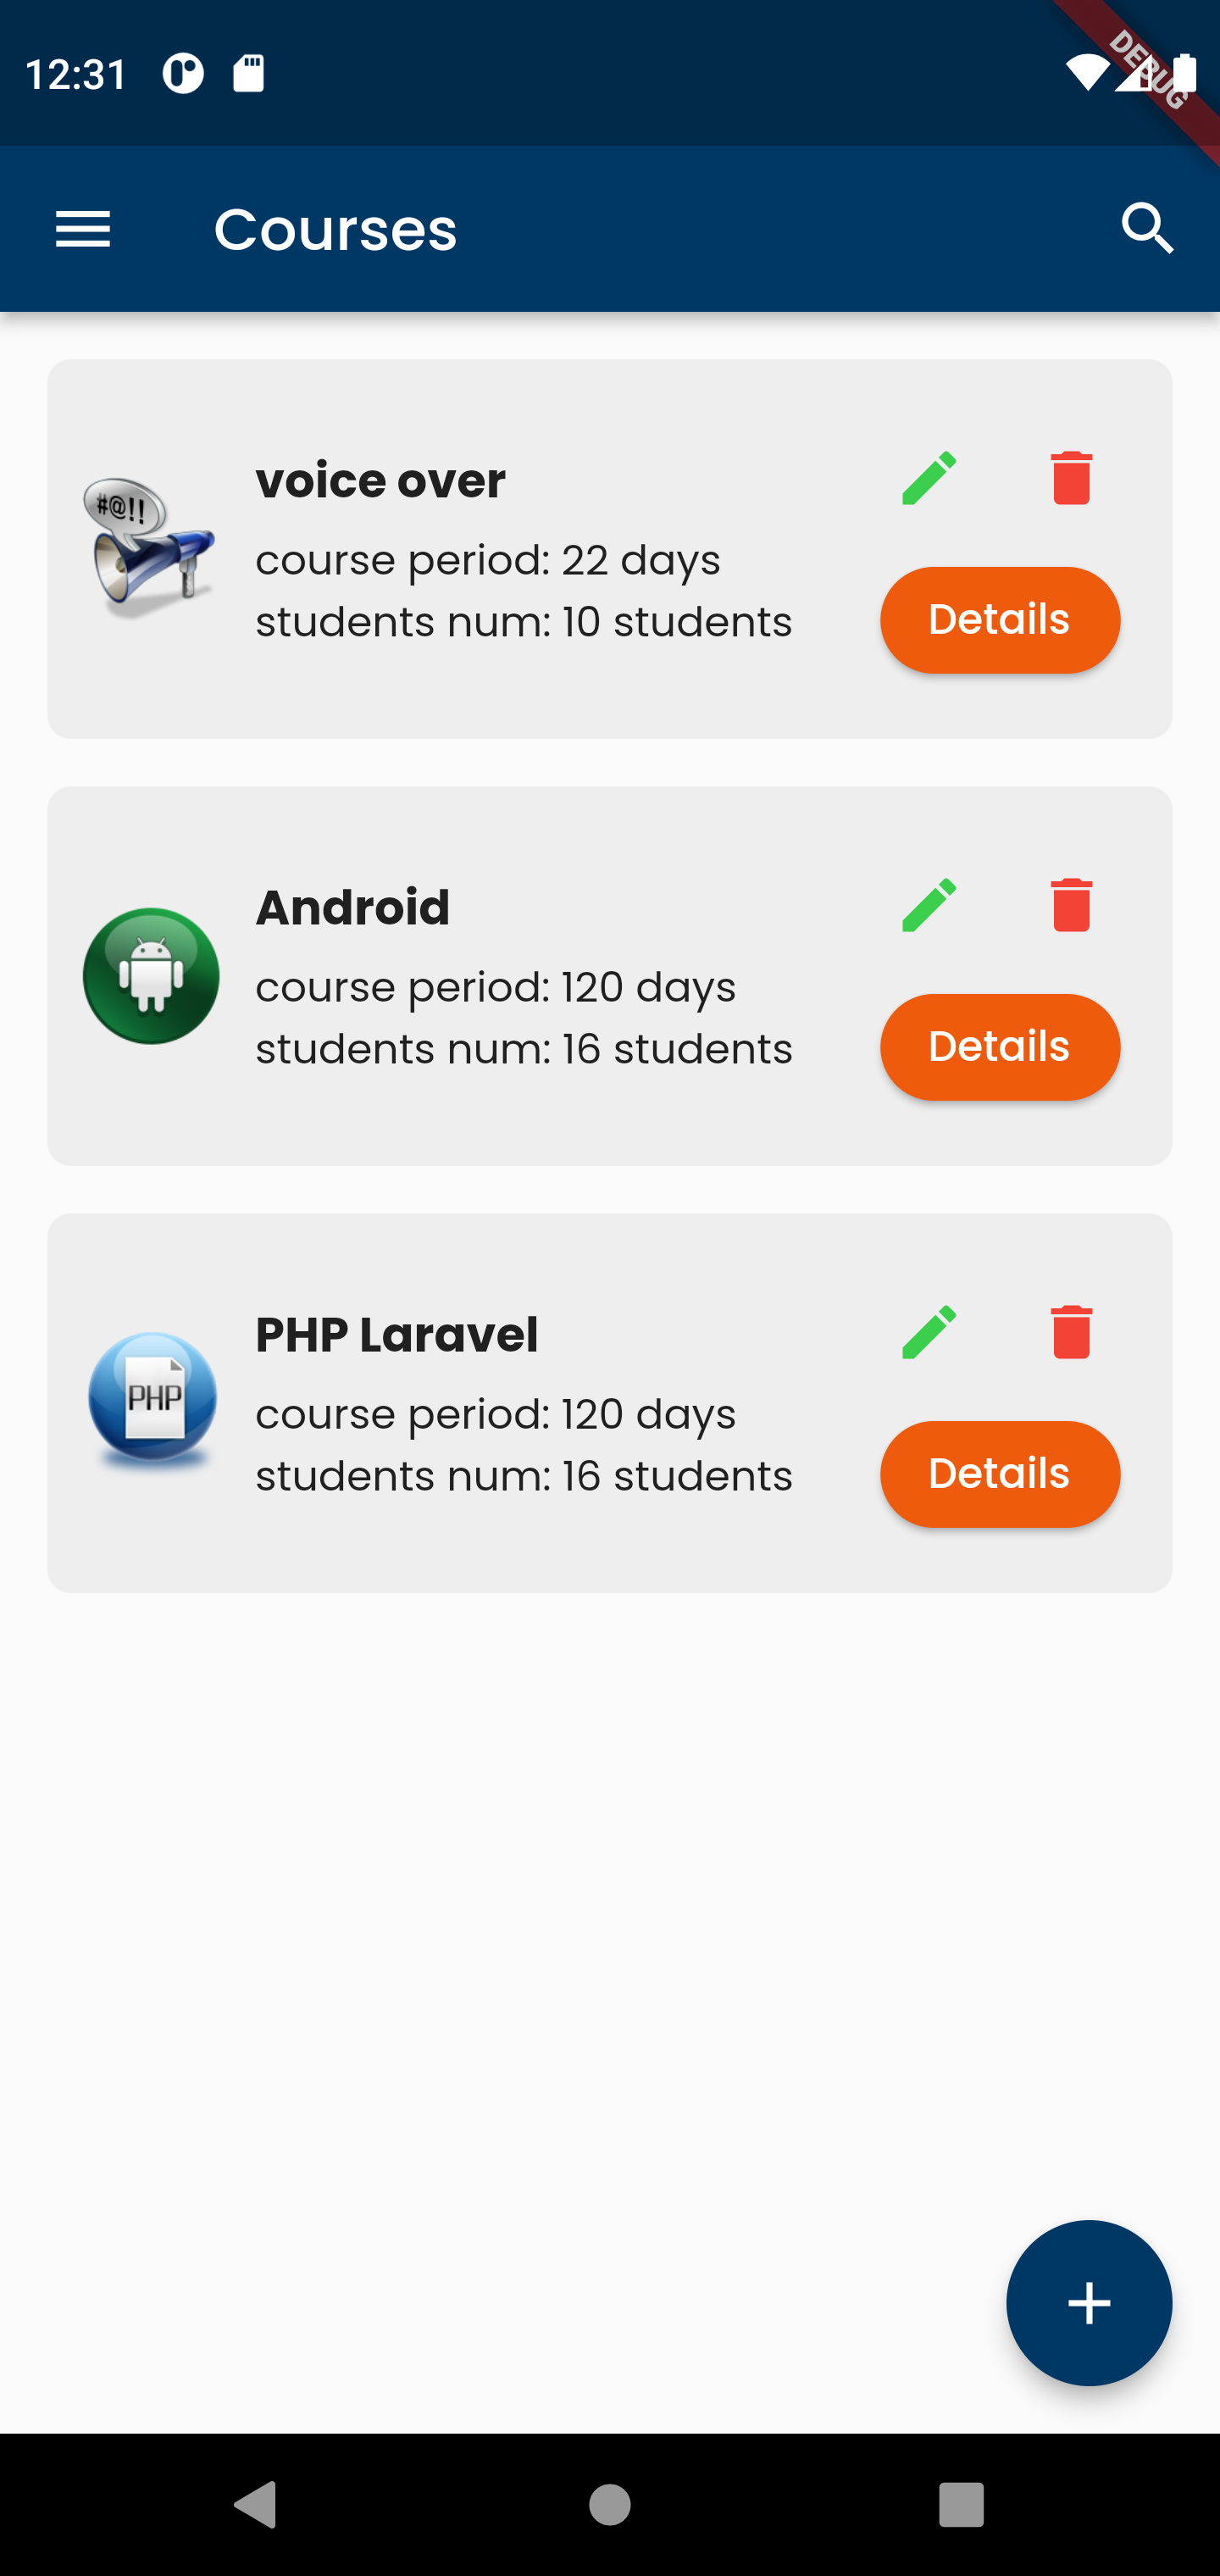 12:31
DEBUG
Courses
#@!!
voice over
course period: 22 days
students num: 10 students
Details
Android
course period: 120 days
students num: 16 students
Details
PHP
PHP Laravel
course period: 120 days
students num: 16 students
Details